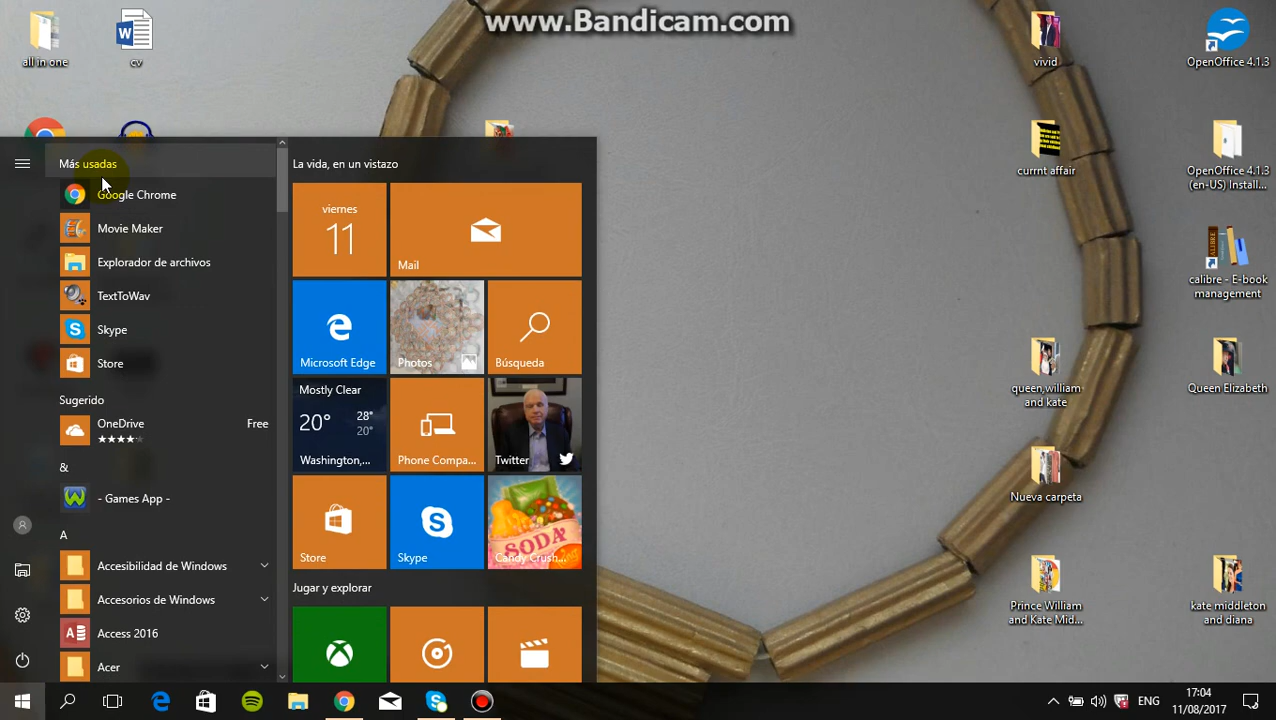 www.Bandicam.com
all in one
cv
vivid
OpenOffice 4.1.3
currnt affair
OpenOffice 4.1.3
(en-US) Install...
calibre - E-book
management
queen,william
and kate
Queen Elizabeth
Nueva carpeta
Prince William
and Kate Mid...
kate middleton
and diana
Más usadas
Google Chrome
Movie Maker
Explorador de archivos
TextToWav
Skype
Store
Sugerido
OneDrive
Free
&
- Games App -
A
Accesibilidad de Windows
Accesorios de Windows
Access 2016
Acer
La vida, en un vistazo
viernes
11
Mail
Microsoft Edge
Photos
Búsqueda
Mostly Clear
20°
28°
20°
Washington,...
Phone Compa...
Twitter
Store
Skype
SODA
Candy Crush...
Jugar y explorar
ENG
17:04
11/08/2017